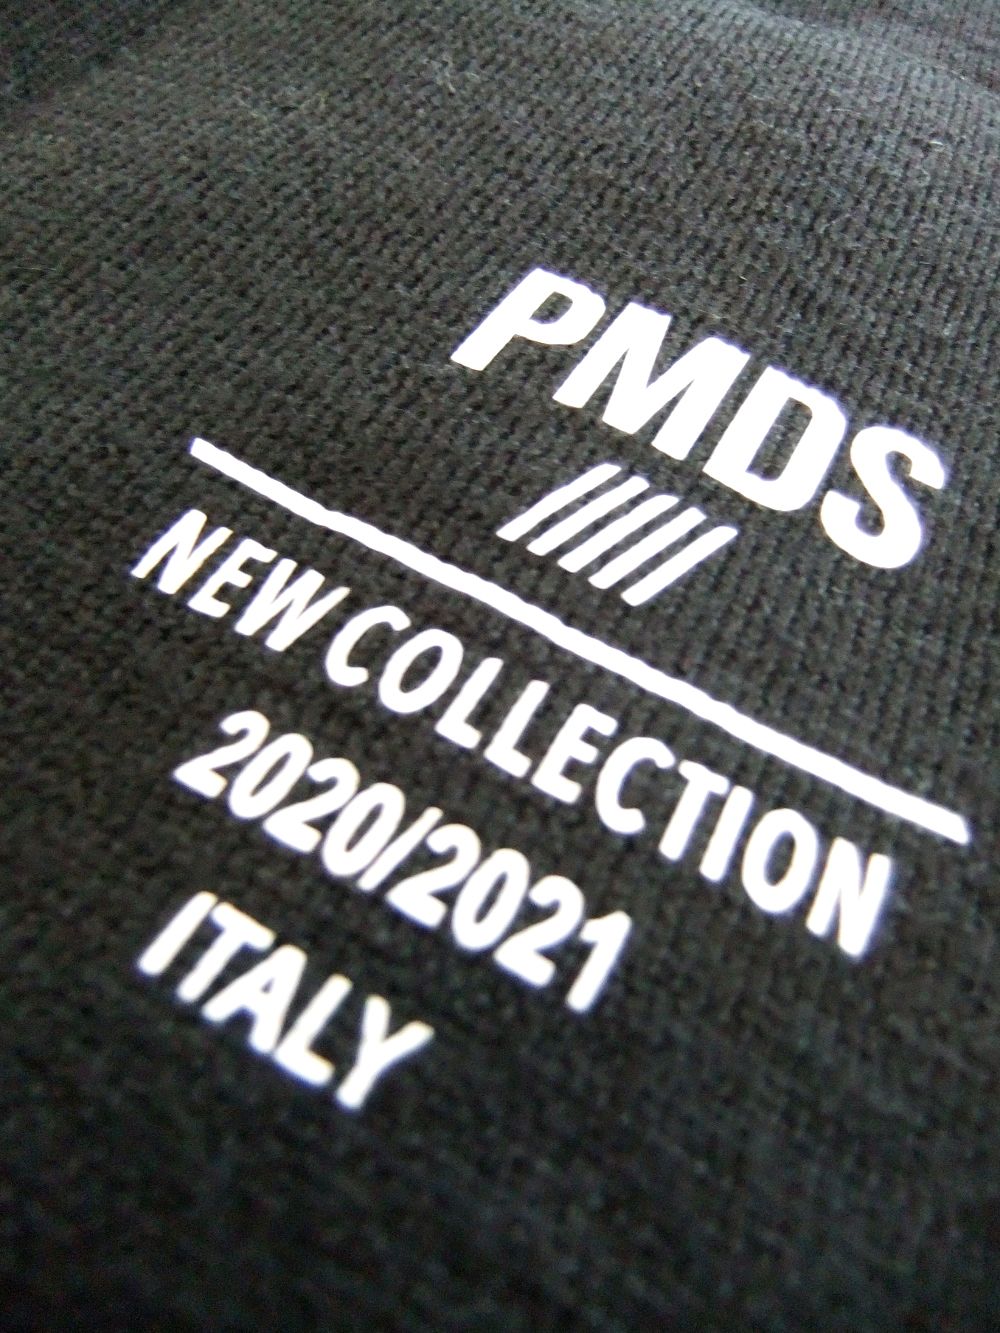 PMDS
/////
NEW COLLECTION
2020/2021
ITALY